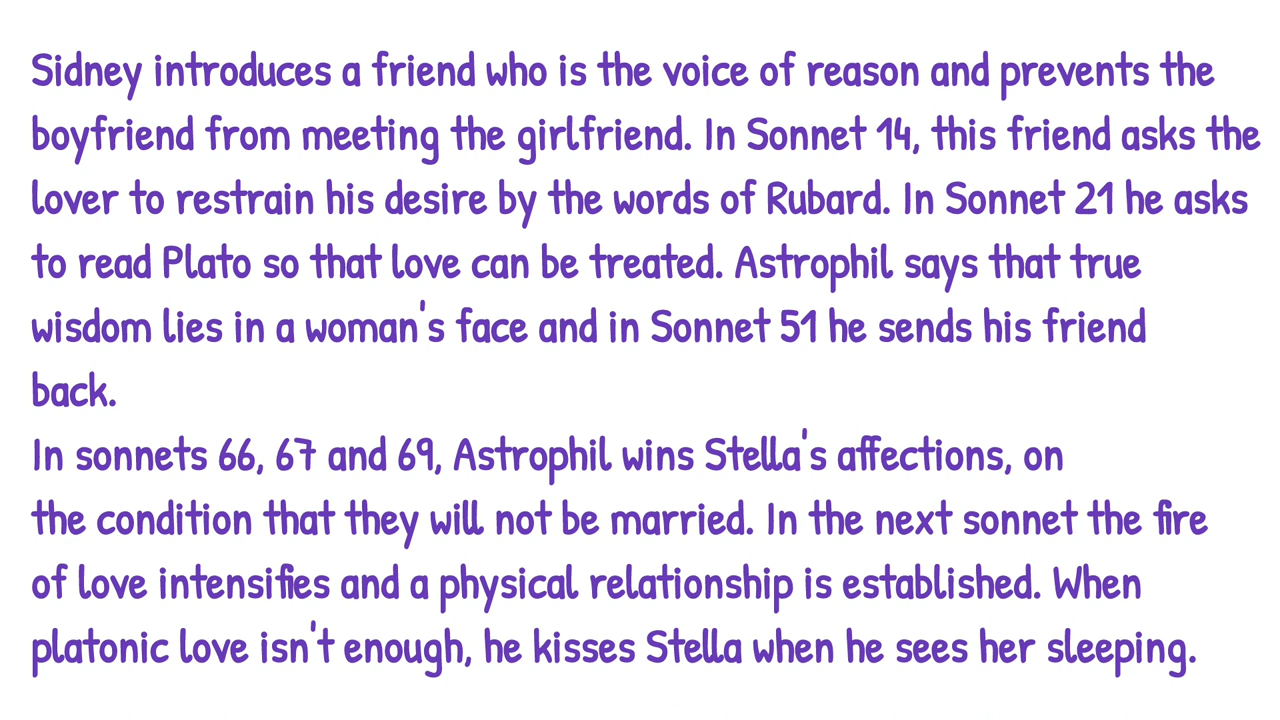 Sidney introduces a friend who is the voice of reason and prevents the
boyfriend from meeting the girlfriend. In Sonnet 14, this friend asks the
lover to restrain his desire by the words of Rubard. In Sonnet 21 he asks
to read Plato so that love can be treated. Astrophil says that true
wisdom lies in a woman's face and in Sonnet 51 he sends his friend
back.
In sonnets 66, 67 and 69, Astrophil wins Stella's affections, on
the condition that they will not be married. In the next sonnet the fire
of love intensifies and a physical relationship is established. When
platonic love isn't enough, he kisses Stella when he sees her sleeping.